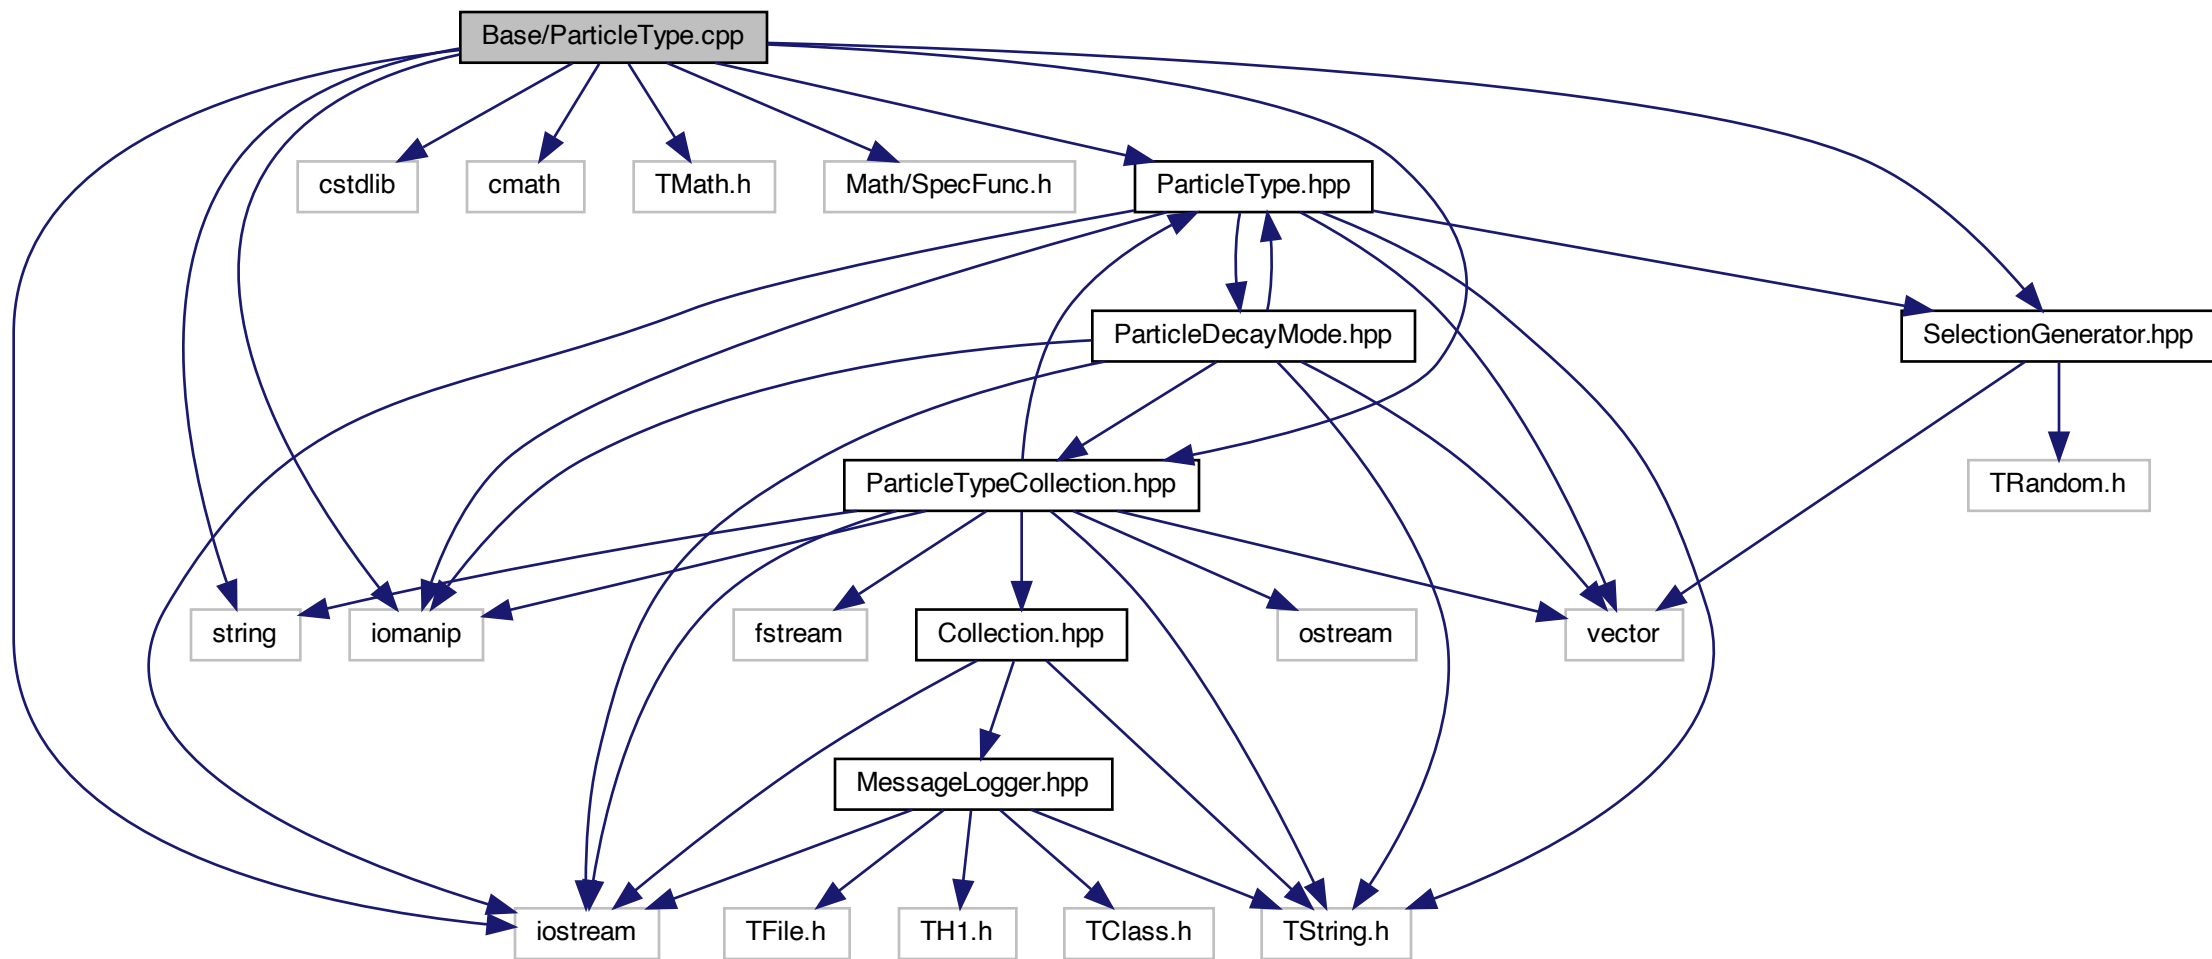 Base/ParticleType.cpp
cstdlib
cmath
TMath.h
Math/SpecFunc.h
ParticleType.hpp
ParticleDecayMode.hpp
SelectionGenerator.hpp
ParticleTypeCollection.hpp
TRandom.h
string
iomanip
fstream
Collection.hpp
ostream
vector
MessageLogger.hpp
iostream
TFile.h
TH1.h
TClass.h
TString.h